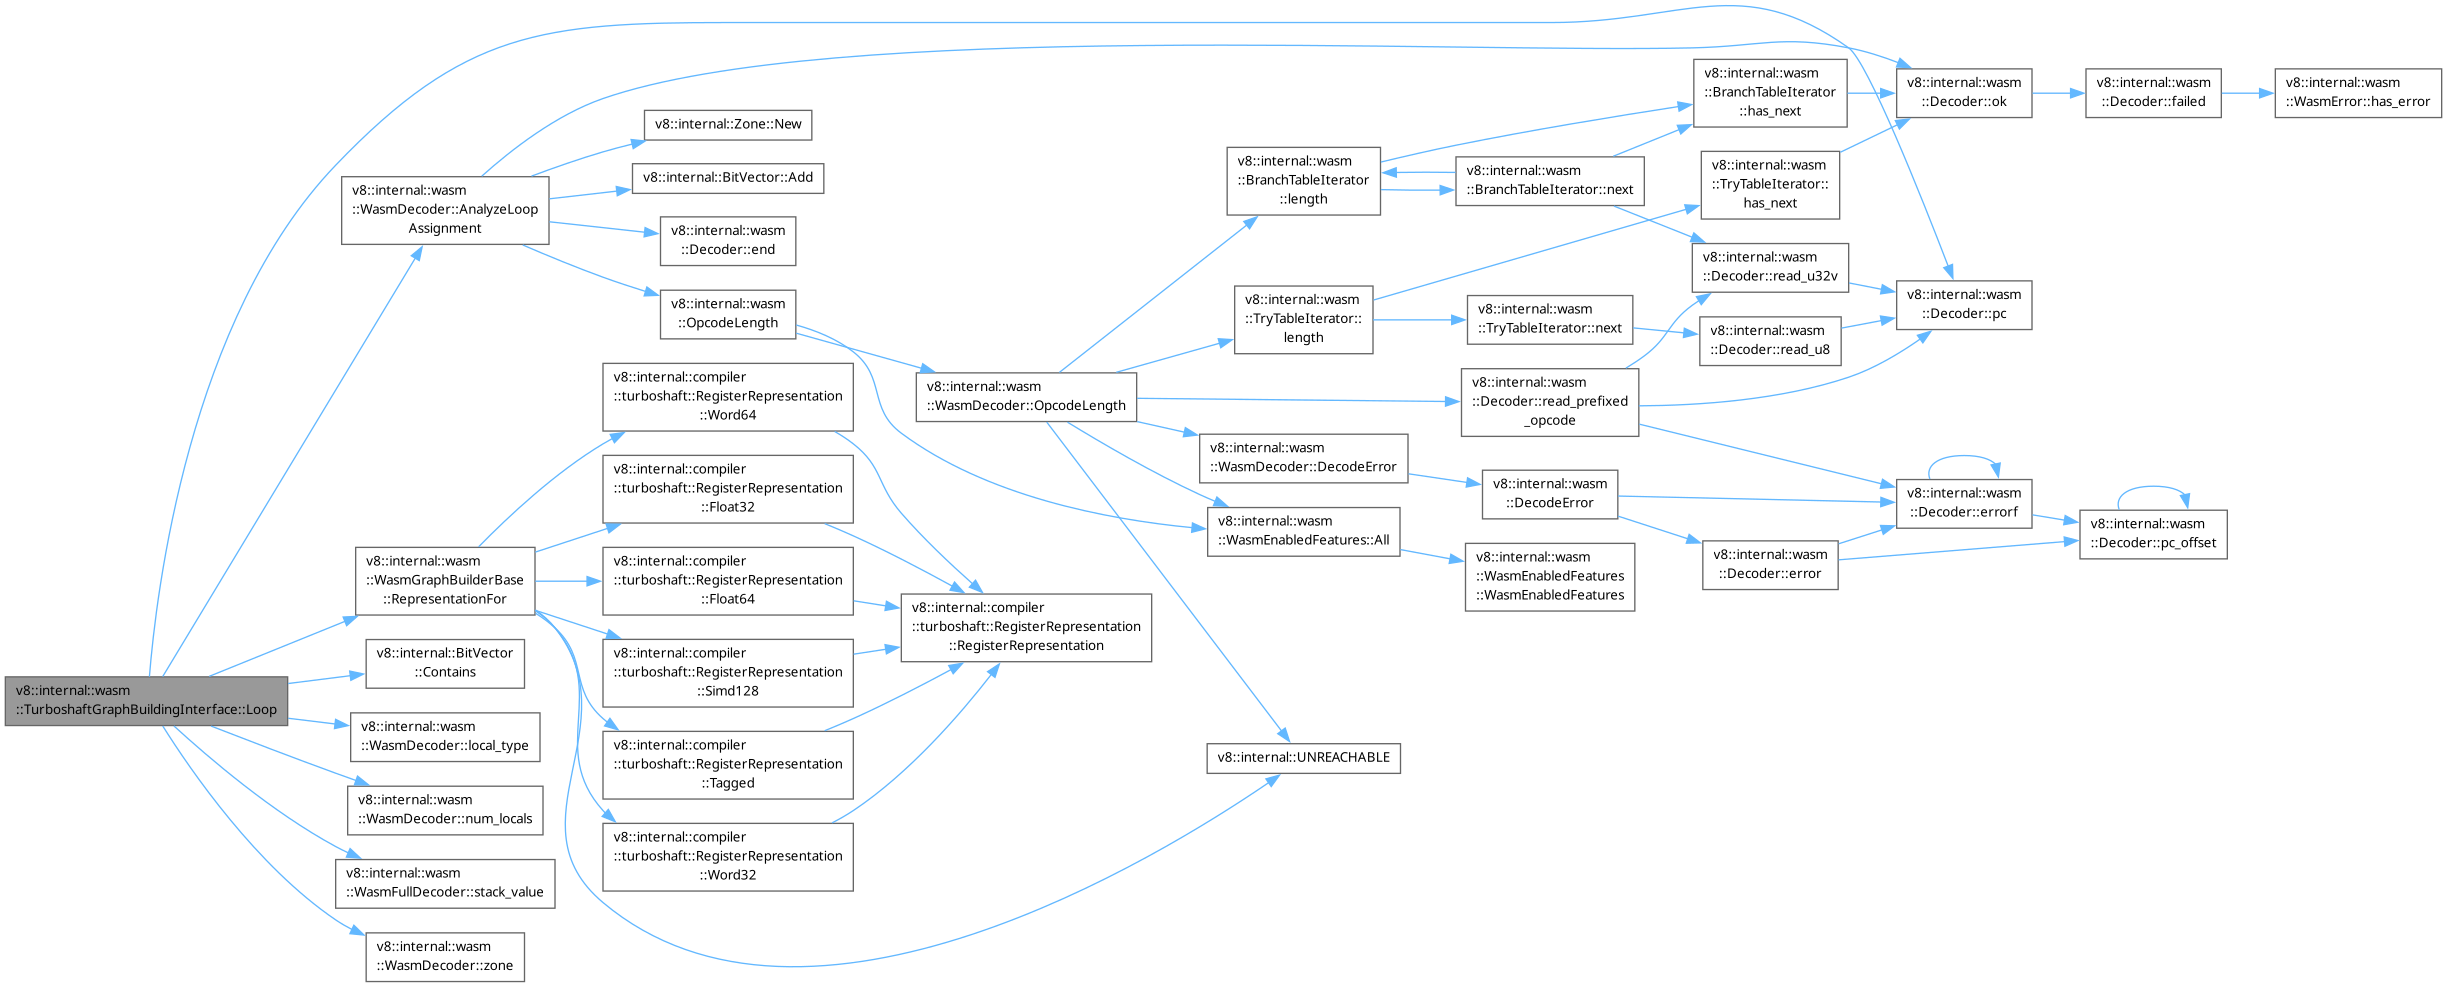 v8::internal::wasm
::TurboshaftGraphBuildingInterface::Loop
v8::internal::wasm
::WasmDecoder::AnalyzeLoop
Assignment
v8::internal::wasm
::WasmGraphBuilderBase
::RepresentationFor
v8::internal::BitVector
::Contains
v8::internal::wasm
::WasmDecoder::local_type
v8::internal::wasm
::WasmDecoder::num_locals
v8::internal::wasm
::WasmFullDecoder::stack_value
v8::internal::wasm
::WasmDecoder::zone
v8::internal::Zone::New
v8::internal::BitVector::Add
v8::internal::wasm
::Decoder::end
v8::internal::wasm
::OpcodeLength
v8::internal::compiler
::turboshaft::RegisterRepresentation
::Word64
v8::internal::compiler
::turboshaft::RegisterRepresentation
::Float32
v8::internal::compiler
::turboshaft::RegisterRepresentation
::Float64
v8::internal::compiler
::turboshaft::RegisterRepresentation
::Simd128
v8::internal::compiler
::turboshaft::RegisterRepresentation
::Tagged
v8::internal::compiler
::turboshaft::RegisterRepresentation
::Word32
v8::internal::wasm
::WasmDecoder::OpcodeLength
v8::internal::compiler
::turboshaft::RegisterRepresentation
::RegisterRepresentation
v8::internal::wasm
::BranchTableIterator
::length
v8::internal::wasm
::TryTableIterator::
length
v8::internal::wasm
::WasmDecoder::DecodeError
v8::internal::wasm
::WasmEnabledFeatures::All
v8::internal::UNREACHABLE
v8::internal::wasm
::BranchTableIterator::next
v8::internal::wasm
::TryTableIterator::next
v8::internal::wasm
::Decoder::read_prefixed
_opcode
v8::internal::wasm
::DecodeError
v8::internal::wasm
::WasmEnabledFeatures
::WasmEnabledFeatures
v8::internal::wasm
::BranchTableIterator
::has_next
v8::internal::wasm
::TryTableIterator::
has_next
v8::internal::wasm
::Decoder::read_u32v
v8::internal::wasm
::Decoder::read_u8
v8::internal::wasm
::Decoder::error
v8::internal::wasm
::Decoder::ok
v8::internal::wasm
::Decoder::pc
v8::internal::wasm
::Decoder::errorf
v8::internal::wasm
::Decoder::failed
v8::internal::wasm
::Decoder::pc_offset
v8::internal::wasm
::WasmError::has_error